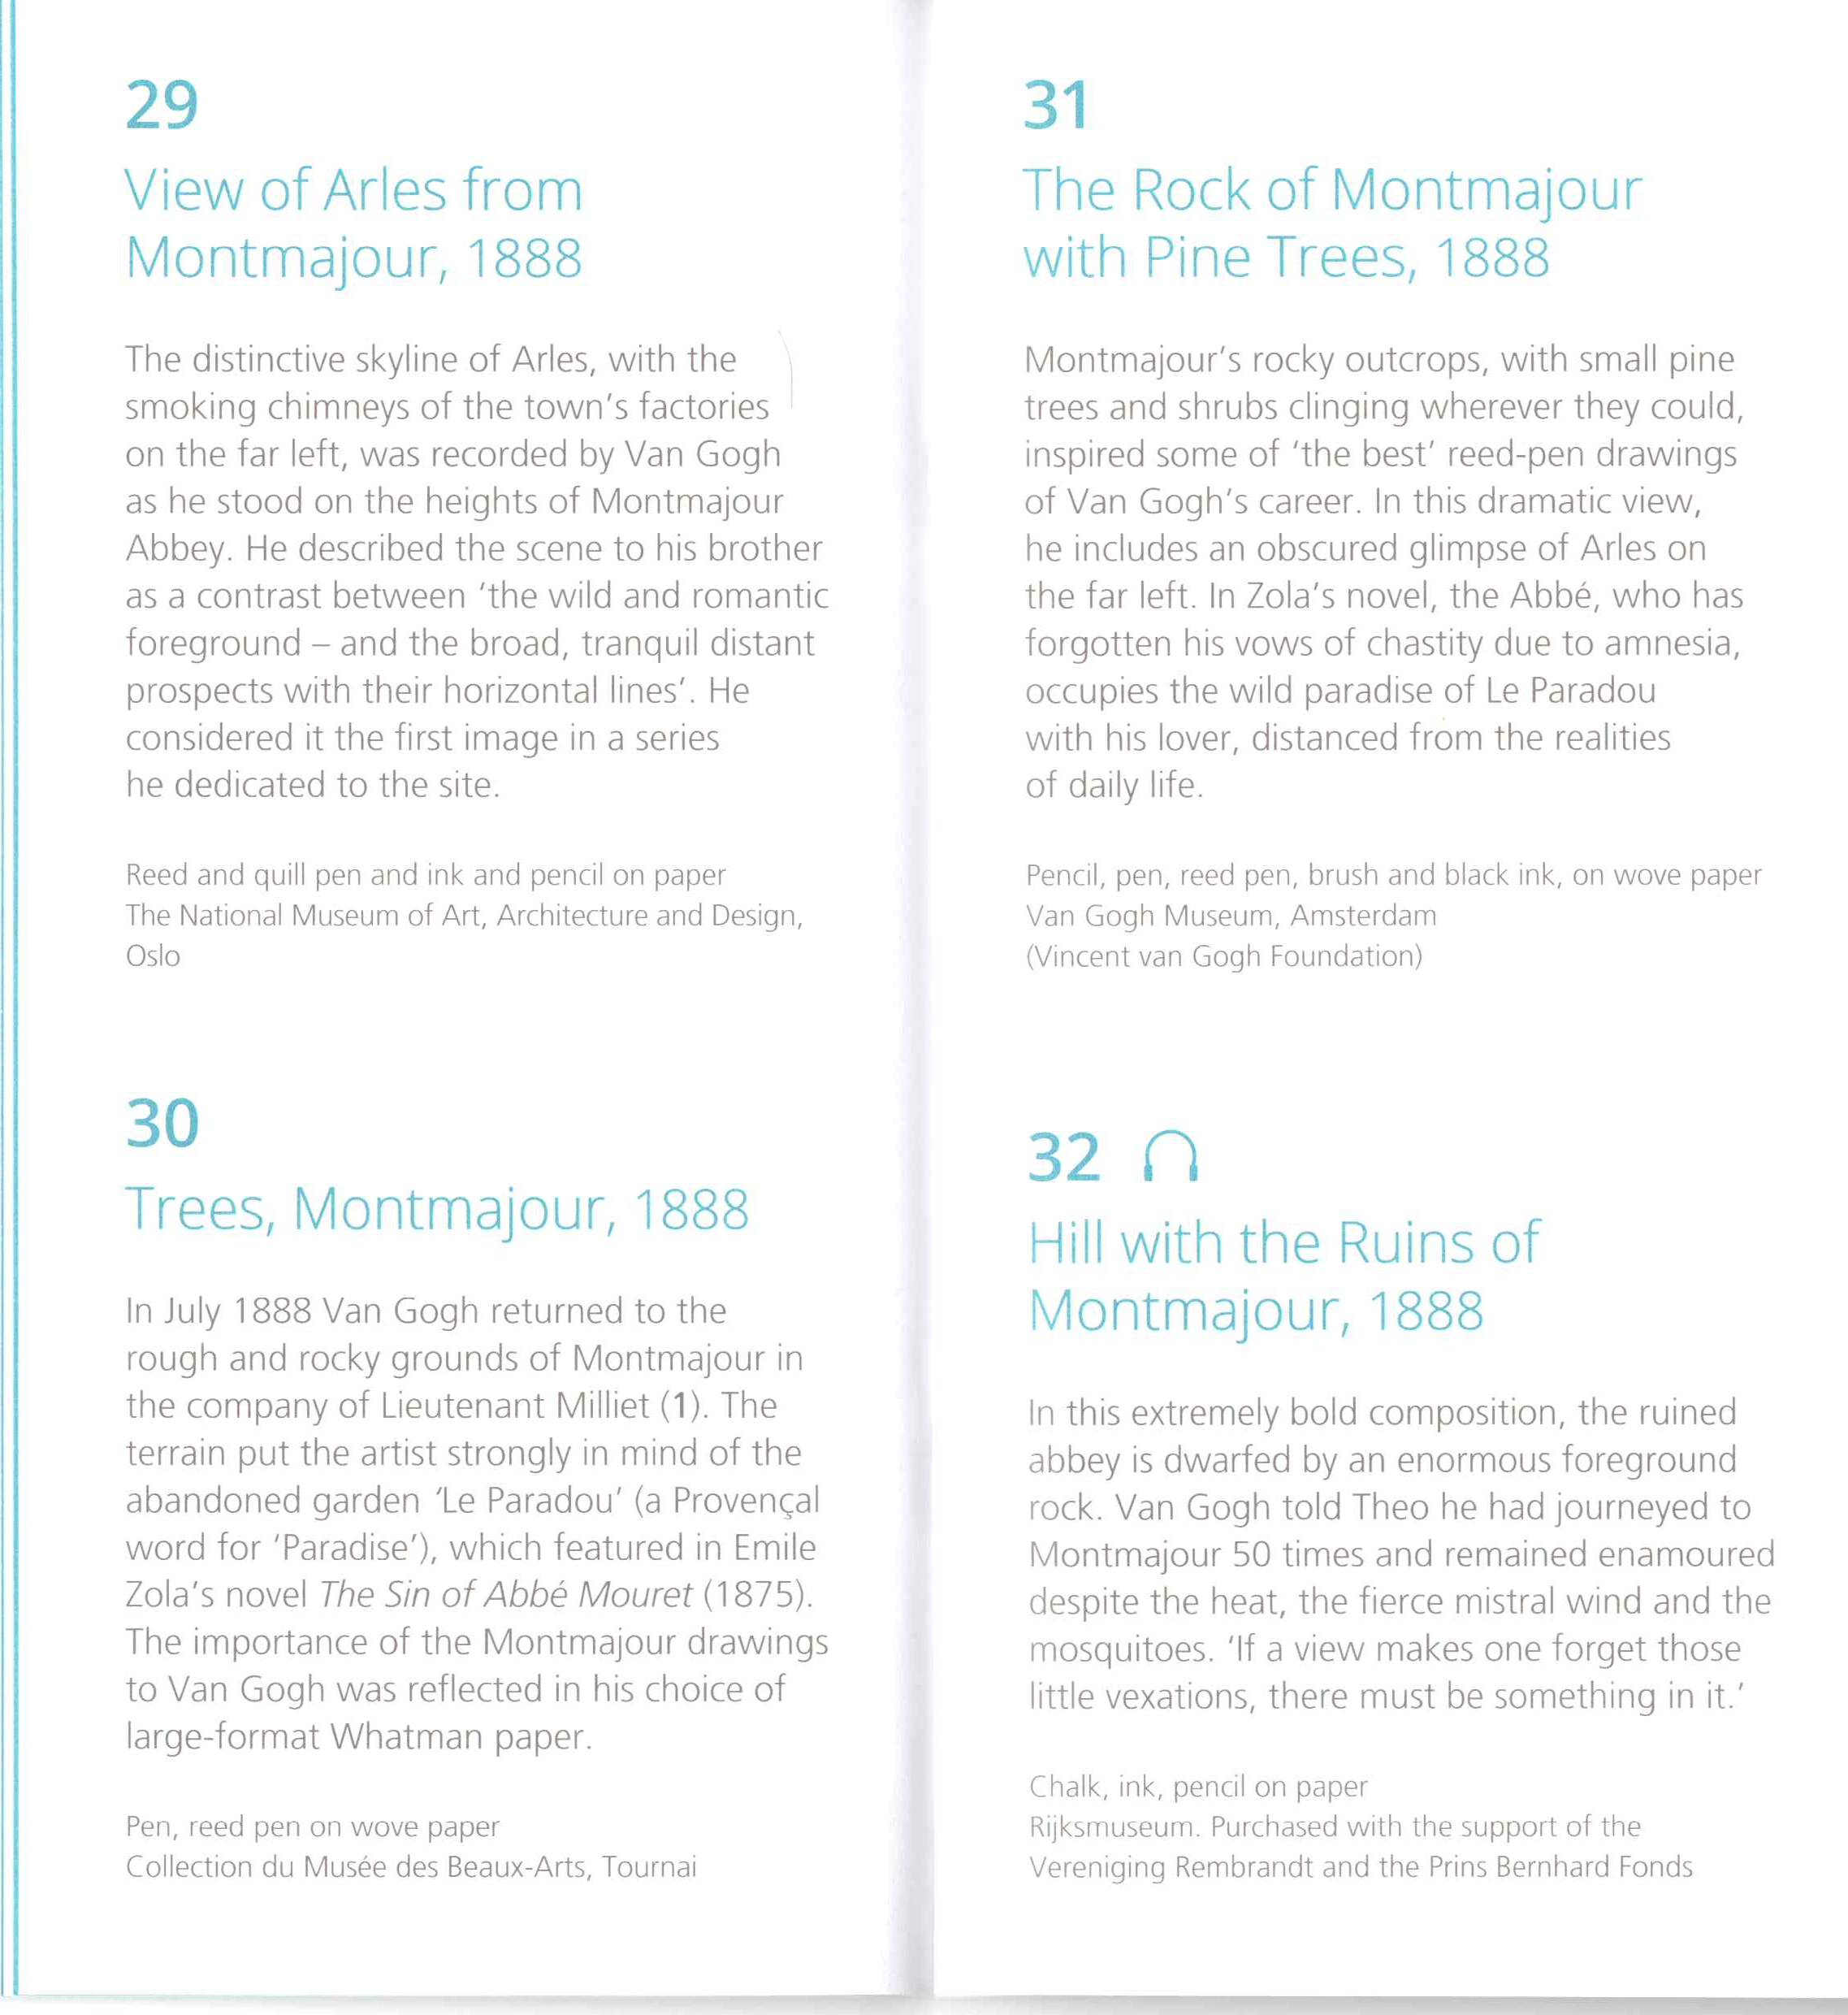 29
View of Arles from
Montmajour, 1888
The distinctive skyline of Arles, with the
smoking chimneys of the town’s factories
on the far left, was recorded by Van Gogh
as he stood on the heights of Montmajour
Abbey. He described the scene to his brother
as a contrast between ‘the wild and romantic
foreground – and the broad, tranquil distant
prospects with their horizontal lines’. He
considered it the first image in a series
he dedicated to the site.
Reed and quill pen and ink and pencil on paper
The National Museum of Art, Architecture and Design,
Oslo
30
Trees, Montmajour, 1888
In July 1888 Van Gogh returned to the
rough and rocky grounds of Montmajour in
the company of Lieutenant Milliet (1). The
terrain put the artist strongly in mind of the
abandoned garden ‘Le Paradou’ (a Provençal
word for ‘Paradise’), which featured in Emile
Zola’s novel The Sin of Abbé Mouret (1875).
The importance of the Montmajour drawings
to Van Gogh was reflected in his choice of
large-format Whatman paper.
Pen, reed pen on wove paper
Collection du Musée des Beaux-Arts, Tournai
31
The Rock of Montmajour
with Pine Trees, 1888
Montmajour’s rocky outcrops, with small pine
trees and shrubs clinging wherever they could,
inspired some of ‘the best’ reed-pen drawings
of Van Gogh’s career. In this dramatic view,
he includes an obscured glimpse of Arles on
the far left. In Zola’s novel, the Abbé, who has
forgotten his vows of chastity due to amnesia,
occupies the wild paradise of Le Paradou
with his lover, distanced from the realities
of daily life.
Pencil, pen, reed pen, brush and black ink, on wove paper
Van Gogh Museum, Amsterdam
(Vincent van Gogh Foundation)
32
Hill with the Ruins of
Montmajour, 1888
In this extremely bold composition, the ruined
abbey is dwarfed by an enormous foreground
rock. Van Gogh told Theo he had journeyed to
Montmajour 50 times and remained enamoured
despite the heat, the fierce mistral wind and the
mosquitoes. ‘If a view makes one forget those
little vexations, there must be something in it.’
Chalk, ink, pencil on paper
Rijksmuseum. Purchased with the support of the
Vereniging Rembrandt and the Prins Bernhard Fonds